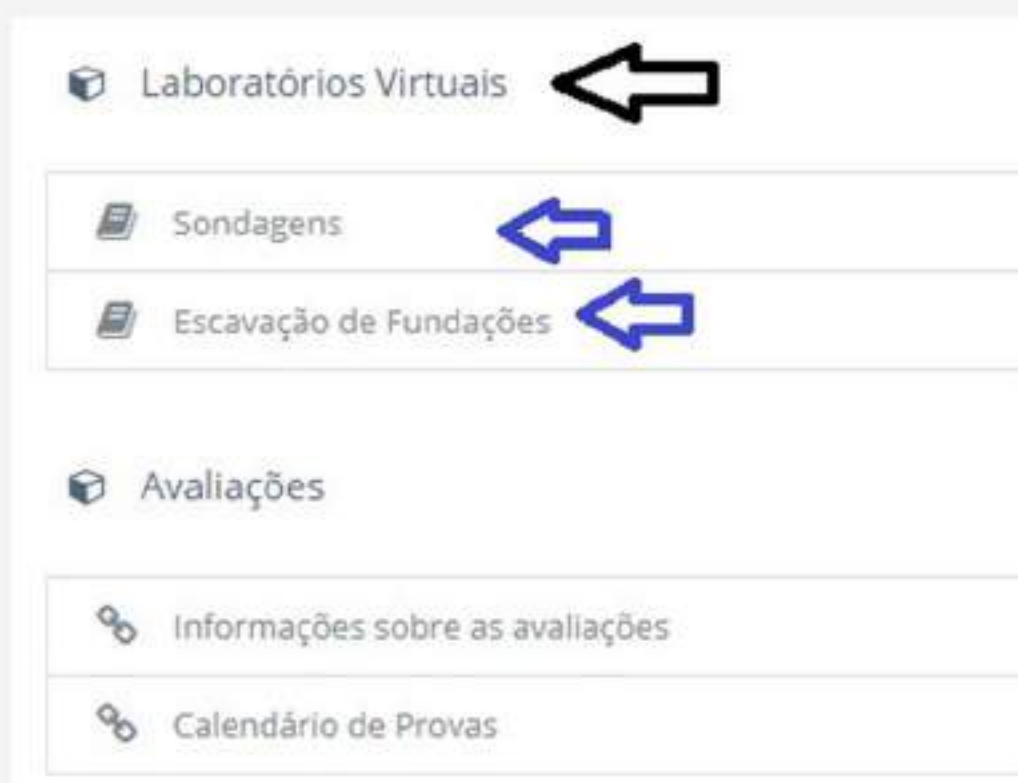 Laboratórios Virtuais
Sondagens
Escavação de Fundações
Avaliações
Informações sobre as avaliações
Calendário de Provas